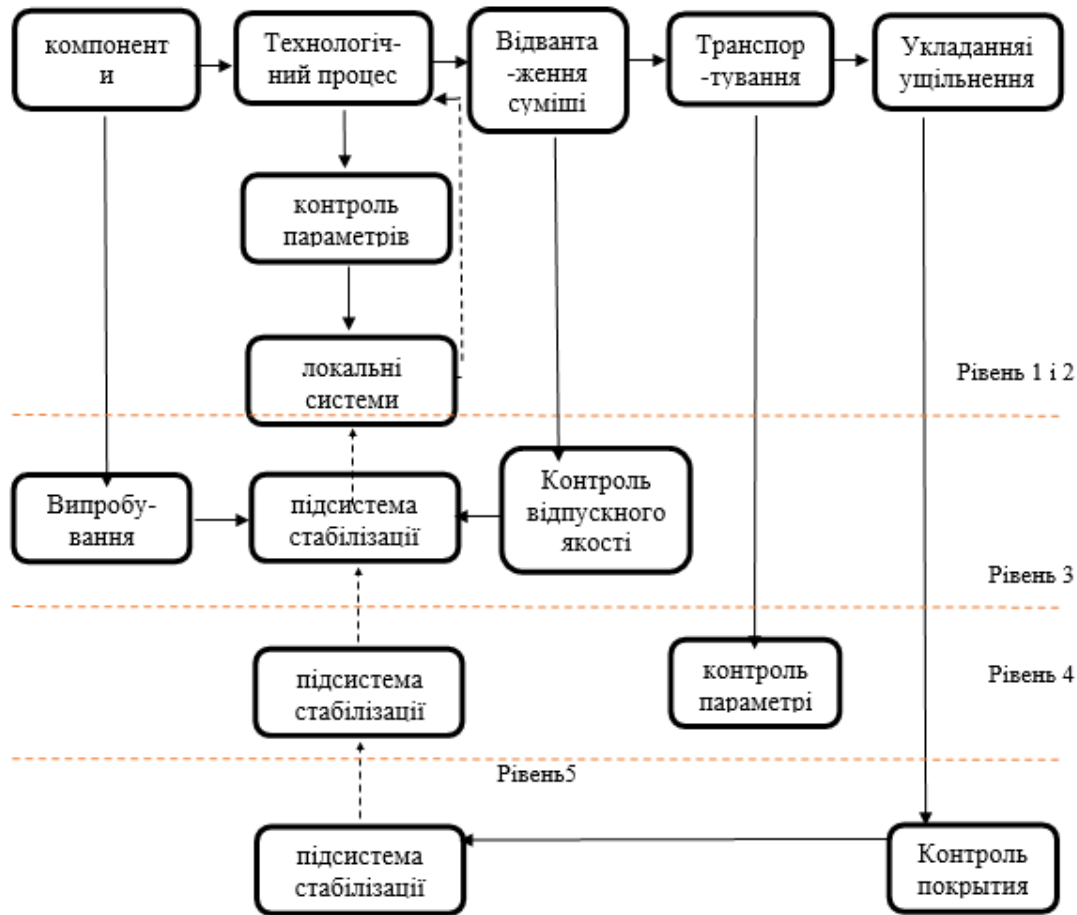 компонент
и
Технологіч-
ний процес
Відванта
-ження
суміші
Транспор
-тування
Укладанняі
ущільнення
контроль
параметрів
локальні
системи
Рівень 1 і 2
Випробу-
вання
підсистема
стабілізації
Контроль
відпускного
якості
Рівень 3
підсистема
стабілізації
контроль
параметрі
Рівень 4
Рівень5
підсистема
стабілізації
Контроль
покрытия